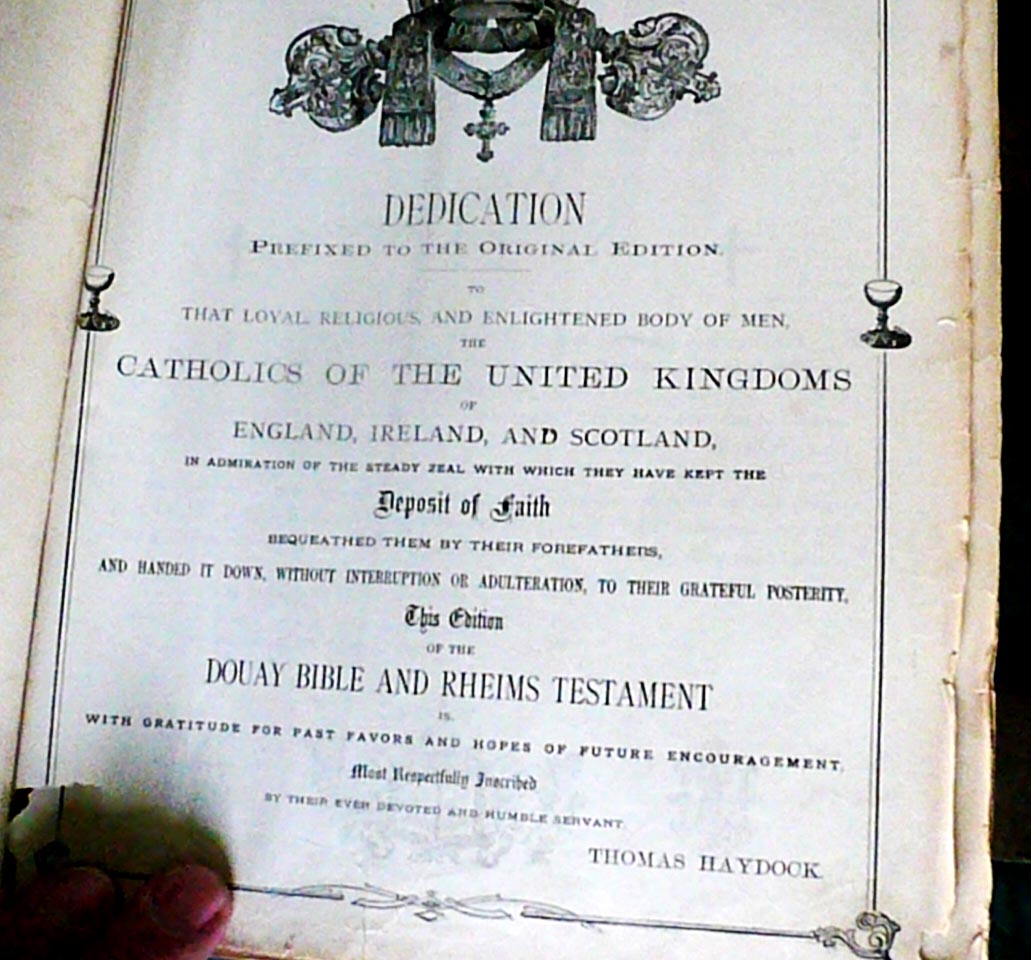 DEDICATION
PREFIXED TO THE ORIGINAL EDITION.
TO
THAT LOYAL, RELIGIOUS, AND ENLIGHTENED BODY OF MEN,
THE
CATHOLICS OF THE UNITED KINGDOMS
OF
ENGLAND, IRELAND, AND SCOTLAND,
IN ADMIRATION OF THE STEADY ZEAL WITH WHICH THEY HAVE KEPT THE
Deposit of Faith
BEQUEATHED THEM BY THEIR FOREFATHERS,
AND HANDED IT DOWN, WITHOUT INTERRUPTION OR ADULTERATION, TO THEIR GRATEFUL POSTERITY,
This Edition
OF THE
DOUAY BIBLE AND RHEIMS TESTAMENT
IS,
WITH GRATITUDE FOR PAST FAVORS AND HOPES OF FUTURE ENCOURAGEMENT,
Most Respectfully Inscribed
BY THEIR EVER DEVOTED AND HUMBLE SERVANT
THOMAS HAYDOCK.